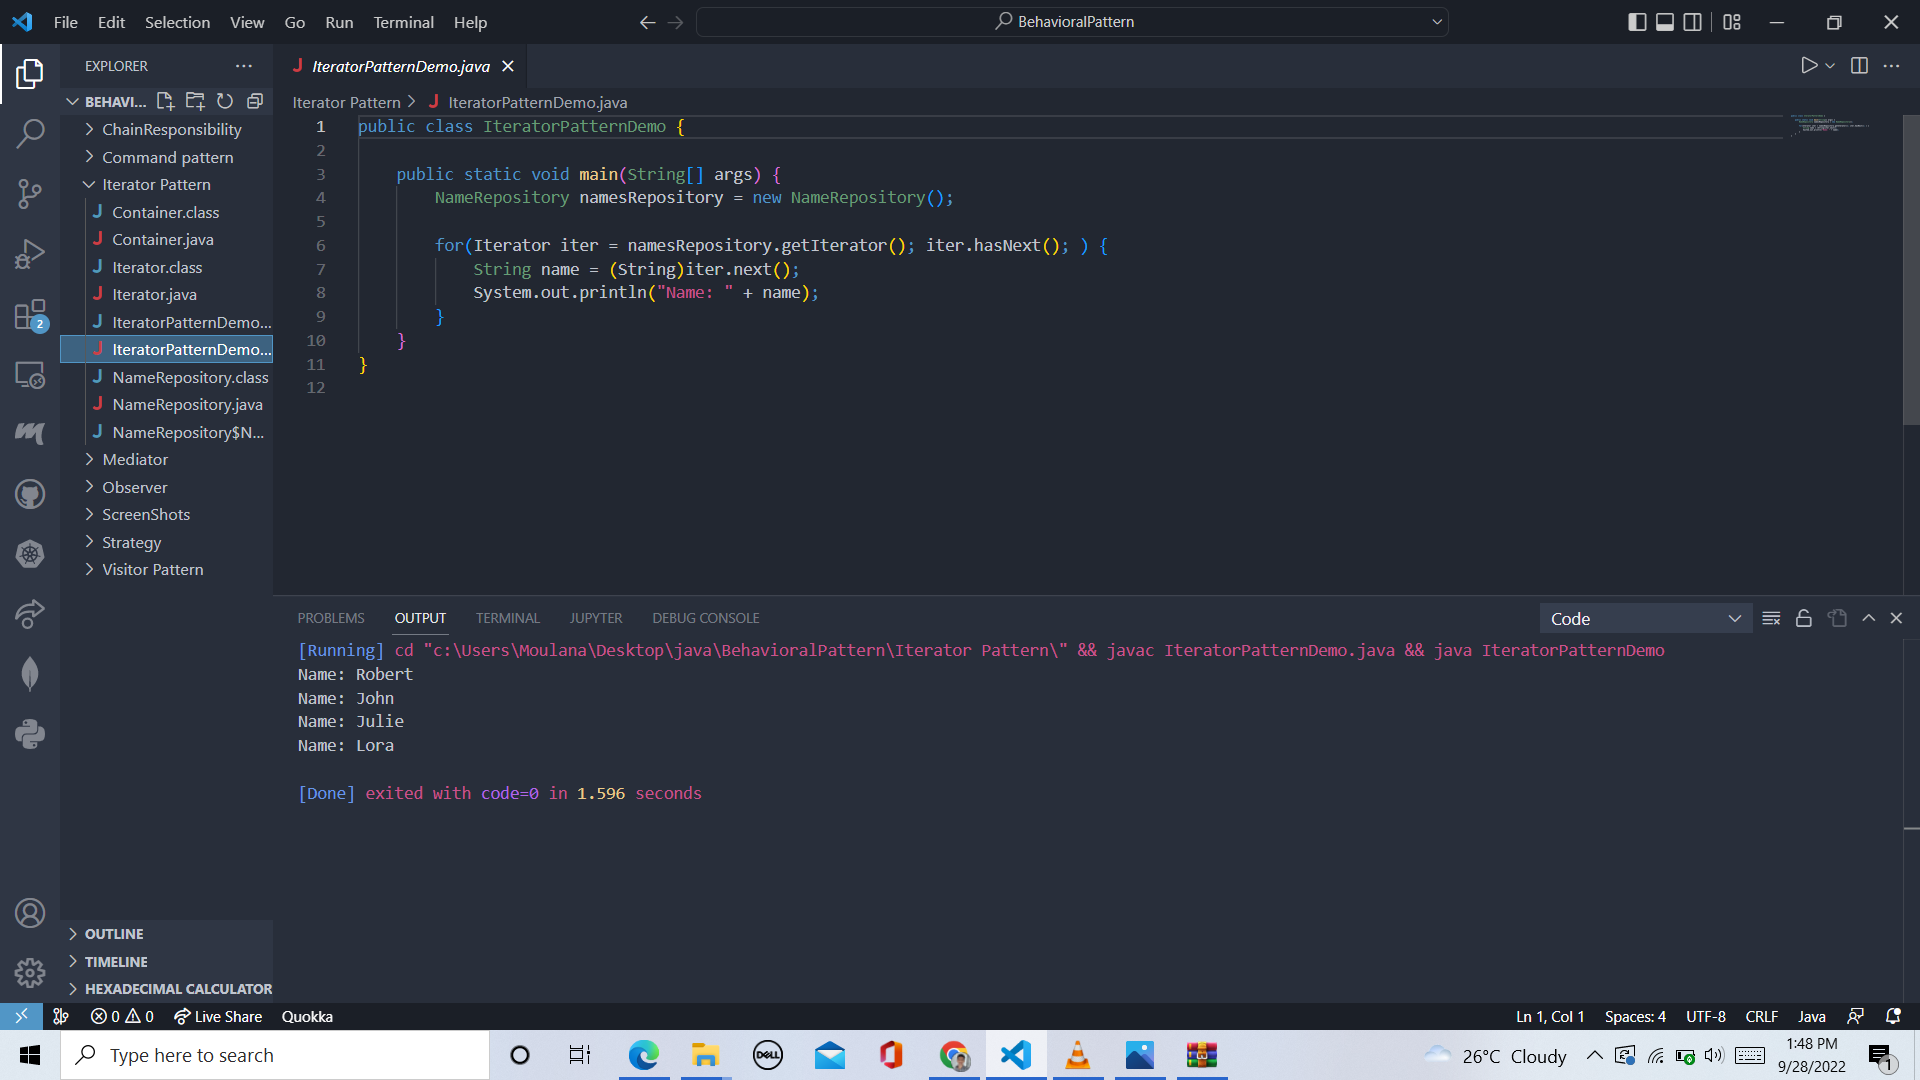 File Edit Selection View Go Run Terminal Help
BehavioralPattern
EXPLORER
BEHAVI...
ChainResponsibility
Command pattern
Iterator Pattern
Container.class
Container.java
Iterator.class
Iterator.java
IteratorPatternDemo...
IteratorPatternDemo...
NameRepository.class
NameRepository.java
NameRepository$N...
Mediator
Observer
ScreenShots
Strategy
Visitor Pattern
OUTLINE
TIMELINE
HEXADECIMAL CALCULATOR
2
IteratorPatternDemo.java
Iterator Pattern > IteratorPatternDemo.java
1 public class IteratorPatternDemo {
2
3 public static void main(String[] args) {
4 NameRepository namesRepository = new NameRepository();
5
6 for(Iterator iter = namesRepository.getIterator(); iter.hasNext(); ) {
7 String name = (String)iter.next();
8 System.out.println("Name: " + name);
9 }
10 }
11 }
12
PROBLEMS OUTPUT TERMINAL JUPYTER DEBUG CONSOLE
Code
[Running] cd "c:\Users\Moulana\Desktop\java\BehavioralPattern\Iterator Pattern\" && javac IteratorPatternDemo.java && java IteratorPatternDemo
Name: Robert
Name: John
Name: Julie
Name: Lora
[Done] exited with code=0 in 1.596 seconds
0 0 Live Share Quokka
Ln 1, Col 1 Spaces: 4 UTF-8 CRLF Java
Type here to search
DELL
26°C Cloudy
1:48 PM
9/28/2022
1